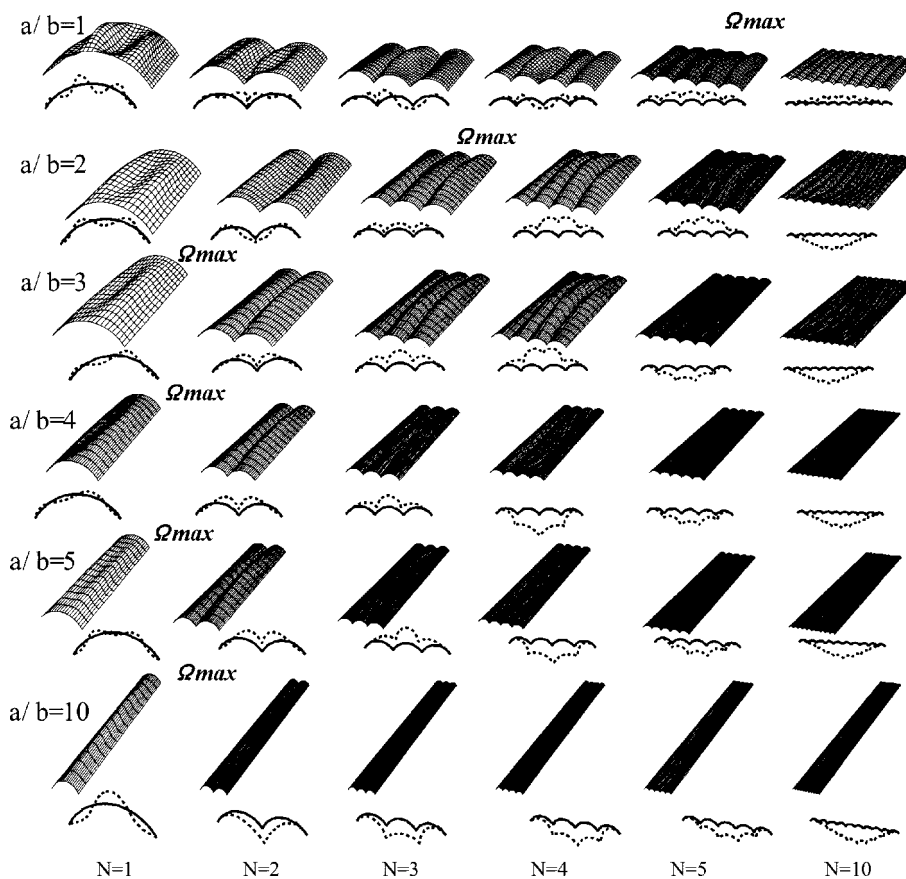 a/ b=1
Ωmax
a/ b=2
Ωmax
a/ b=3
Ωmax
a/ b=4
Ωmax
a/ b=5
Ωmax
a/ b=10
Ωmax
N=1 N=2 N=3 N=4 N=5 N=10